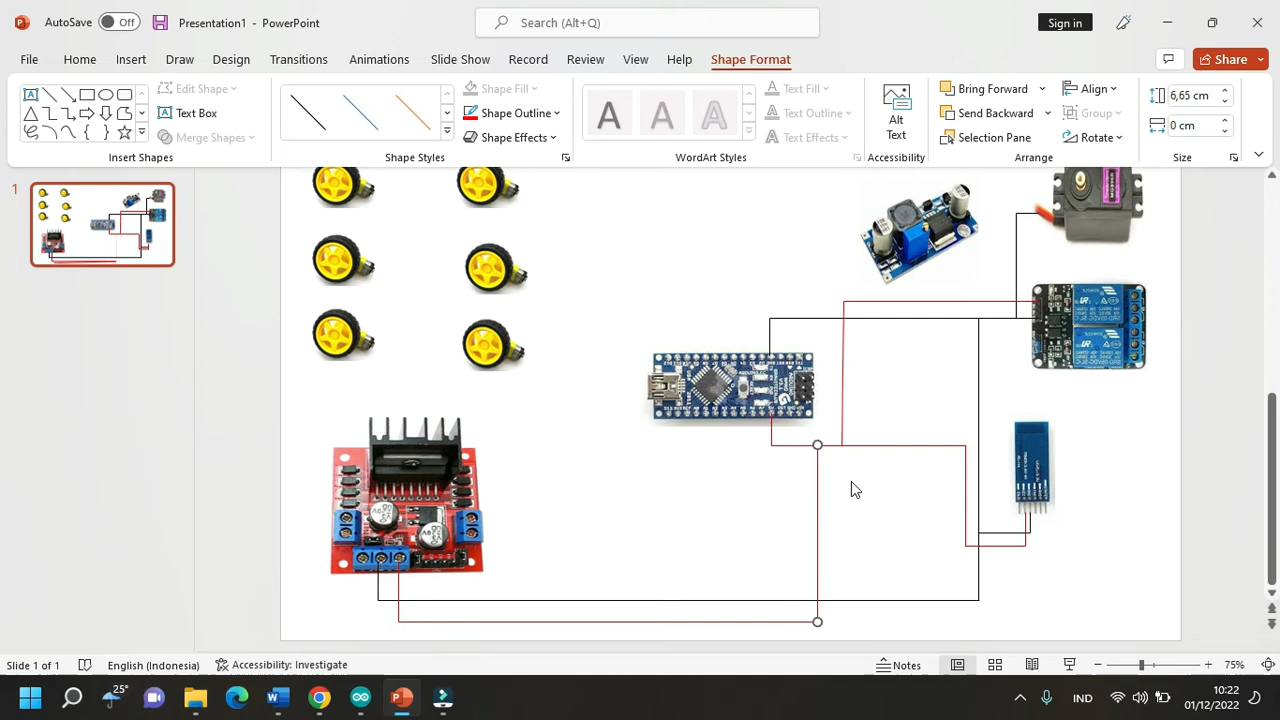 AutoSave Off Presentation1 - PowerPoint Search (Alt+Q) Sign in
File Home Insert Draw Design Transitions Animations Slide Show Record Review View Help Shape Format Share
Edit Shape
Text Box
Merge Shapes
Insert Shapes
Shape Fill
Shape Outline
Shape Effects
Shape Styles
A A A
Text Fill
Text Outline
Text Effects
WordArt Styles
Alt
Text
Accessibility
Bring Forward
Send Backward
Selection Pane
Align
Group
Rotate
Arrange
6,65 cm
0 cm
Size
1
Slide 1 of 1 English (Indonesia) Accessibility: Investigate Notes 75%
25° IND 10:22
01/12/2022